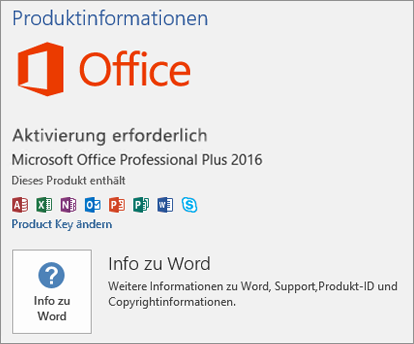 Produktinformationen
Office
Aktivierung erforderlich
Microsoft Office Professional Plus 2016
Dieses Produkt enthält
Product Key ändern
Info zu Word
Info zu Word
Weitere Informationen zu Word, Support,Produkt-ID und
Copyrightinformationen.